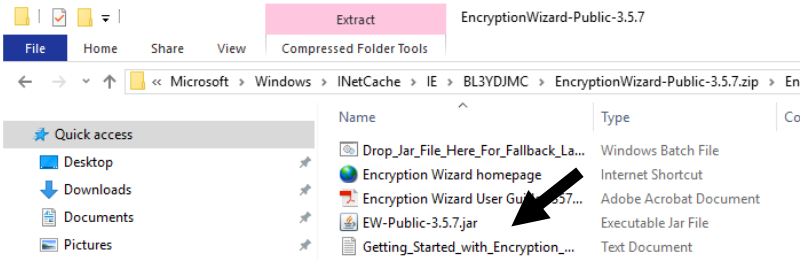 Extract EncryptionWizard-Public-3.5.7
File Home Share View Compressed Folder Tools
« Microsoft > Windows > INetCache > IE > BL3YDJMC > EncryptionWizard-Public-3.5.7.zip > En
Name Type Co
Quick access
Desktop
Downloads
Documents
Pictures
Drop_Jar_File_Here_For_Fallback_La... Windows Batch File
Encryption Wizard homepage Internet Shortcut
Encryption Wizard User 357... Adobe Acrobat Document
EW-Public-3.5.7.jar Executable Jar File
Getting_Started_with_Encryption_... Text Document